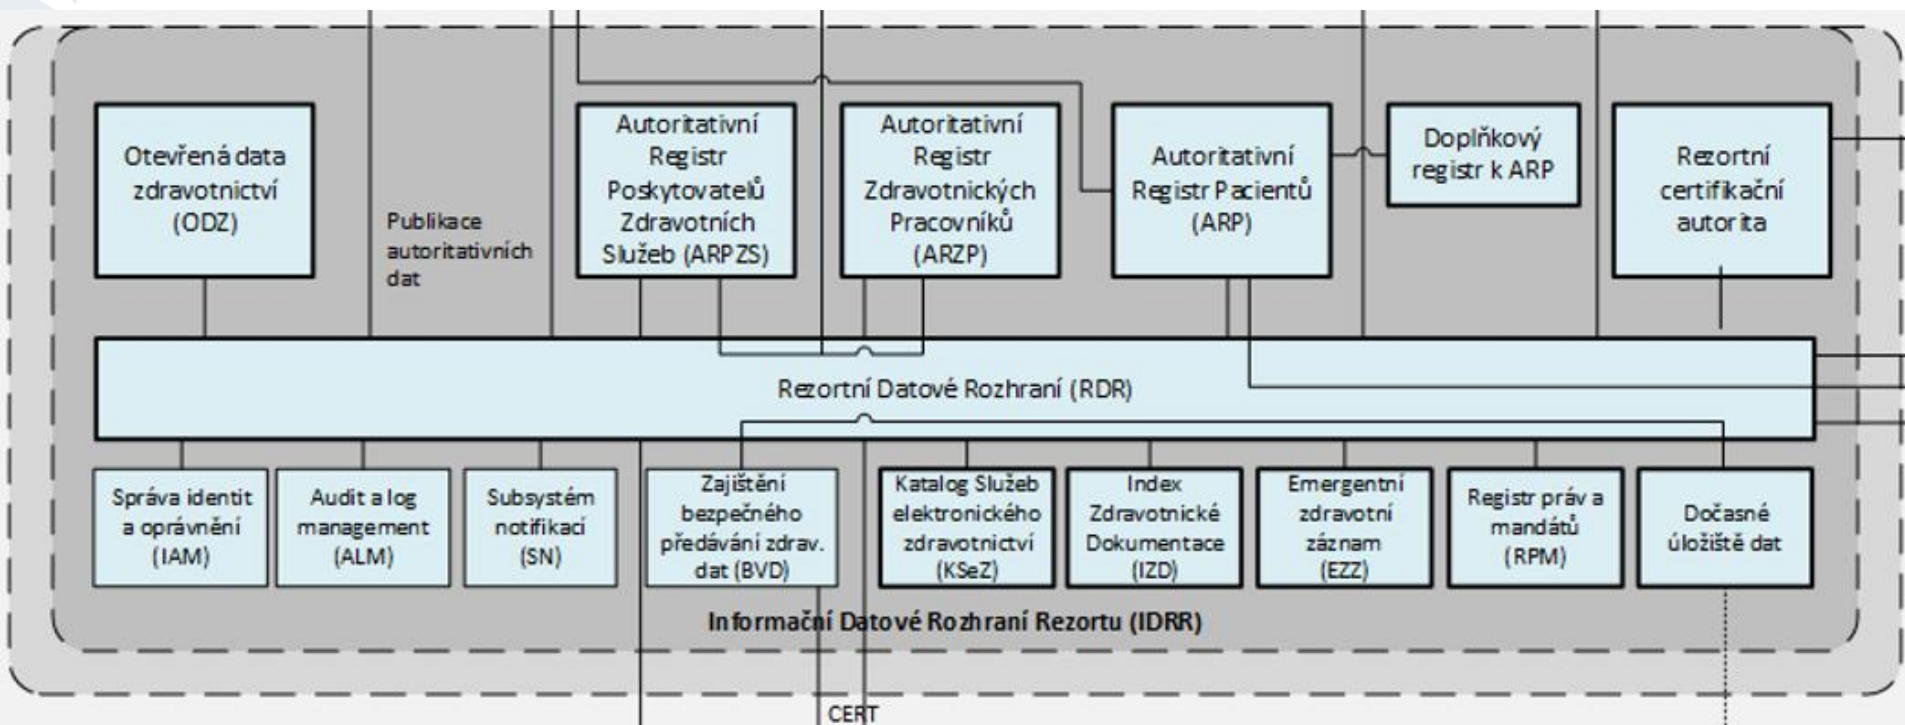 Otevřená data
zdravotnictví
(ODZ)
Publikace
autoritativních
dat
Autoritativní
Registr
Poskytovatelů
Zdravotních
Služeb (ARPZS)
Autoritativní
Registr
Zdravotnických
Pracovníků
(ARZP)
Autoritativní
Registr Pacientů
(ARP)
Doplňkový
registr k ARP
Rezortní
certifikační
autorita
Rezortní Datové Rozhraní (RDR)
Správa identit
a oprávnění
(IAM)
Audit a log
management
(ALM)
Subsystém
notifikací
(SN)
Zajištění
bezpečného
předávání zdrav.
dat (BVD)
Katalog Služeb
elektronického
zdravotnictví
(KSeZ)
Index
Zdravotnické
Dokumentace
(IZD)
Emergentní
zdravotní
záznam
(EZZ)
Registr práv a
mandátů
(RPM)
Dočasné
úložiště dat
Informační Datové Rozhraní Rezortu (IDRR)
CERT